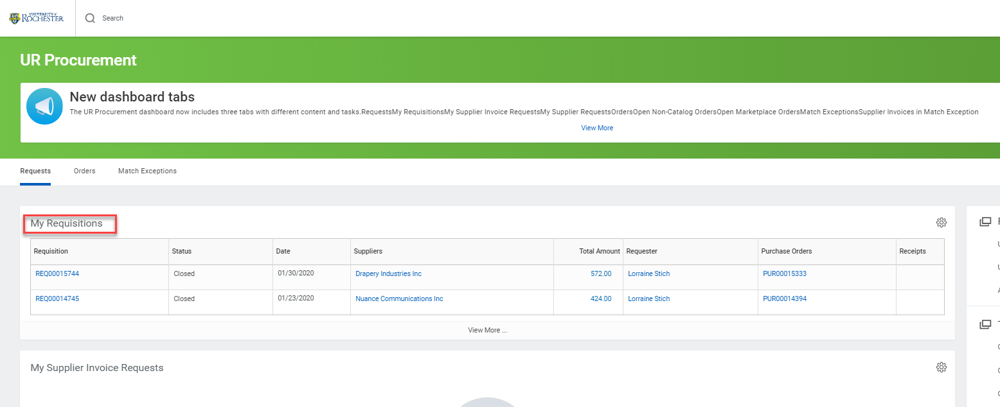 UNIVERSITY of
ROCHESTER
Search
UR Procurement
New dashboard tabs
The UR Procurement dashboard now includes three tabs with different content and tasks.RequestsMy RequisitionsMy Supplier Invoice RequestsMy Supplier RequestsOrdersOpen Non-Catalog OrdersOpen Marketplace OrdersMatch ExceptionsSupplier Invoices in Match Exception
View More
Requests Orders Match Exceptions
My Requisitions
Requisition Status Date Suppliers Total Amount Requester Purchase Orders Receipts
REQ00015744 Closed 01/30/2020 Drapery Industries Inc 572.00 Lorraine Stich PUR00015333
REQ00014745 Closed 01/23/2020 Nuance Communications Inc 424.00 Lorraine Stich PUR00014394
View More ...
My Supplier Invoice Requests